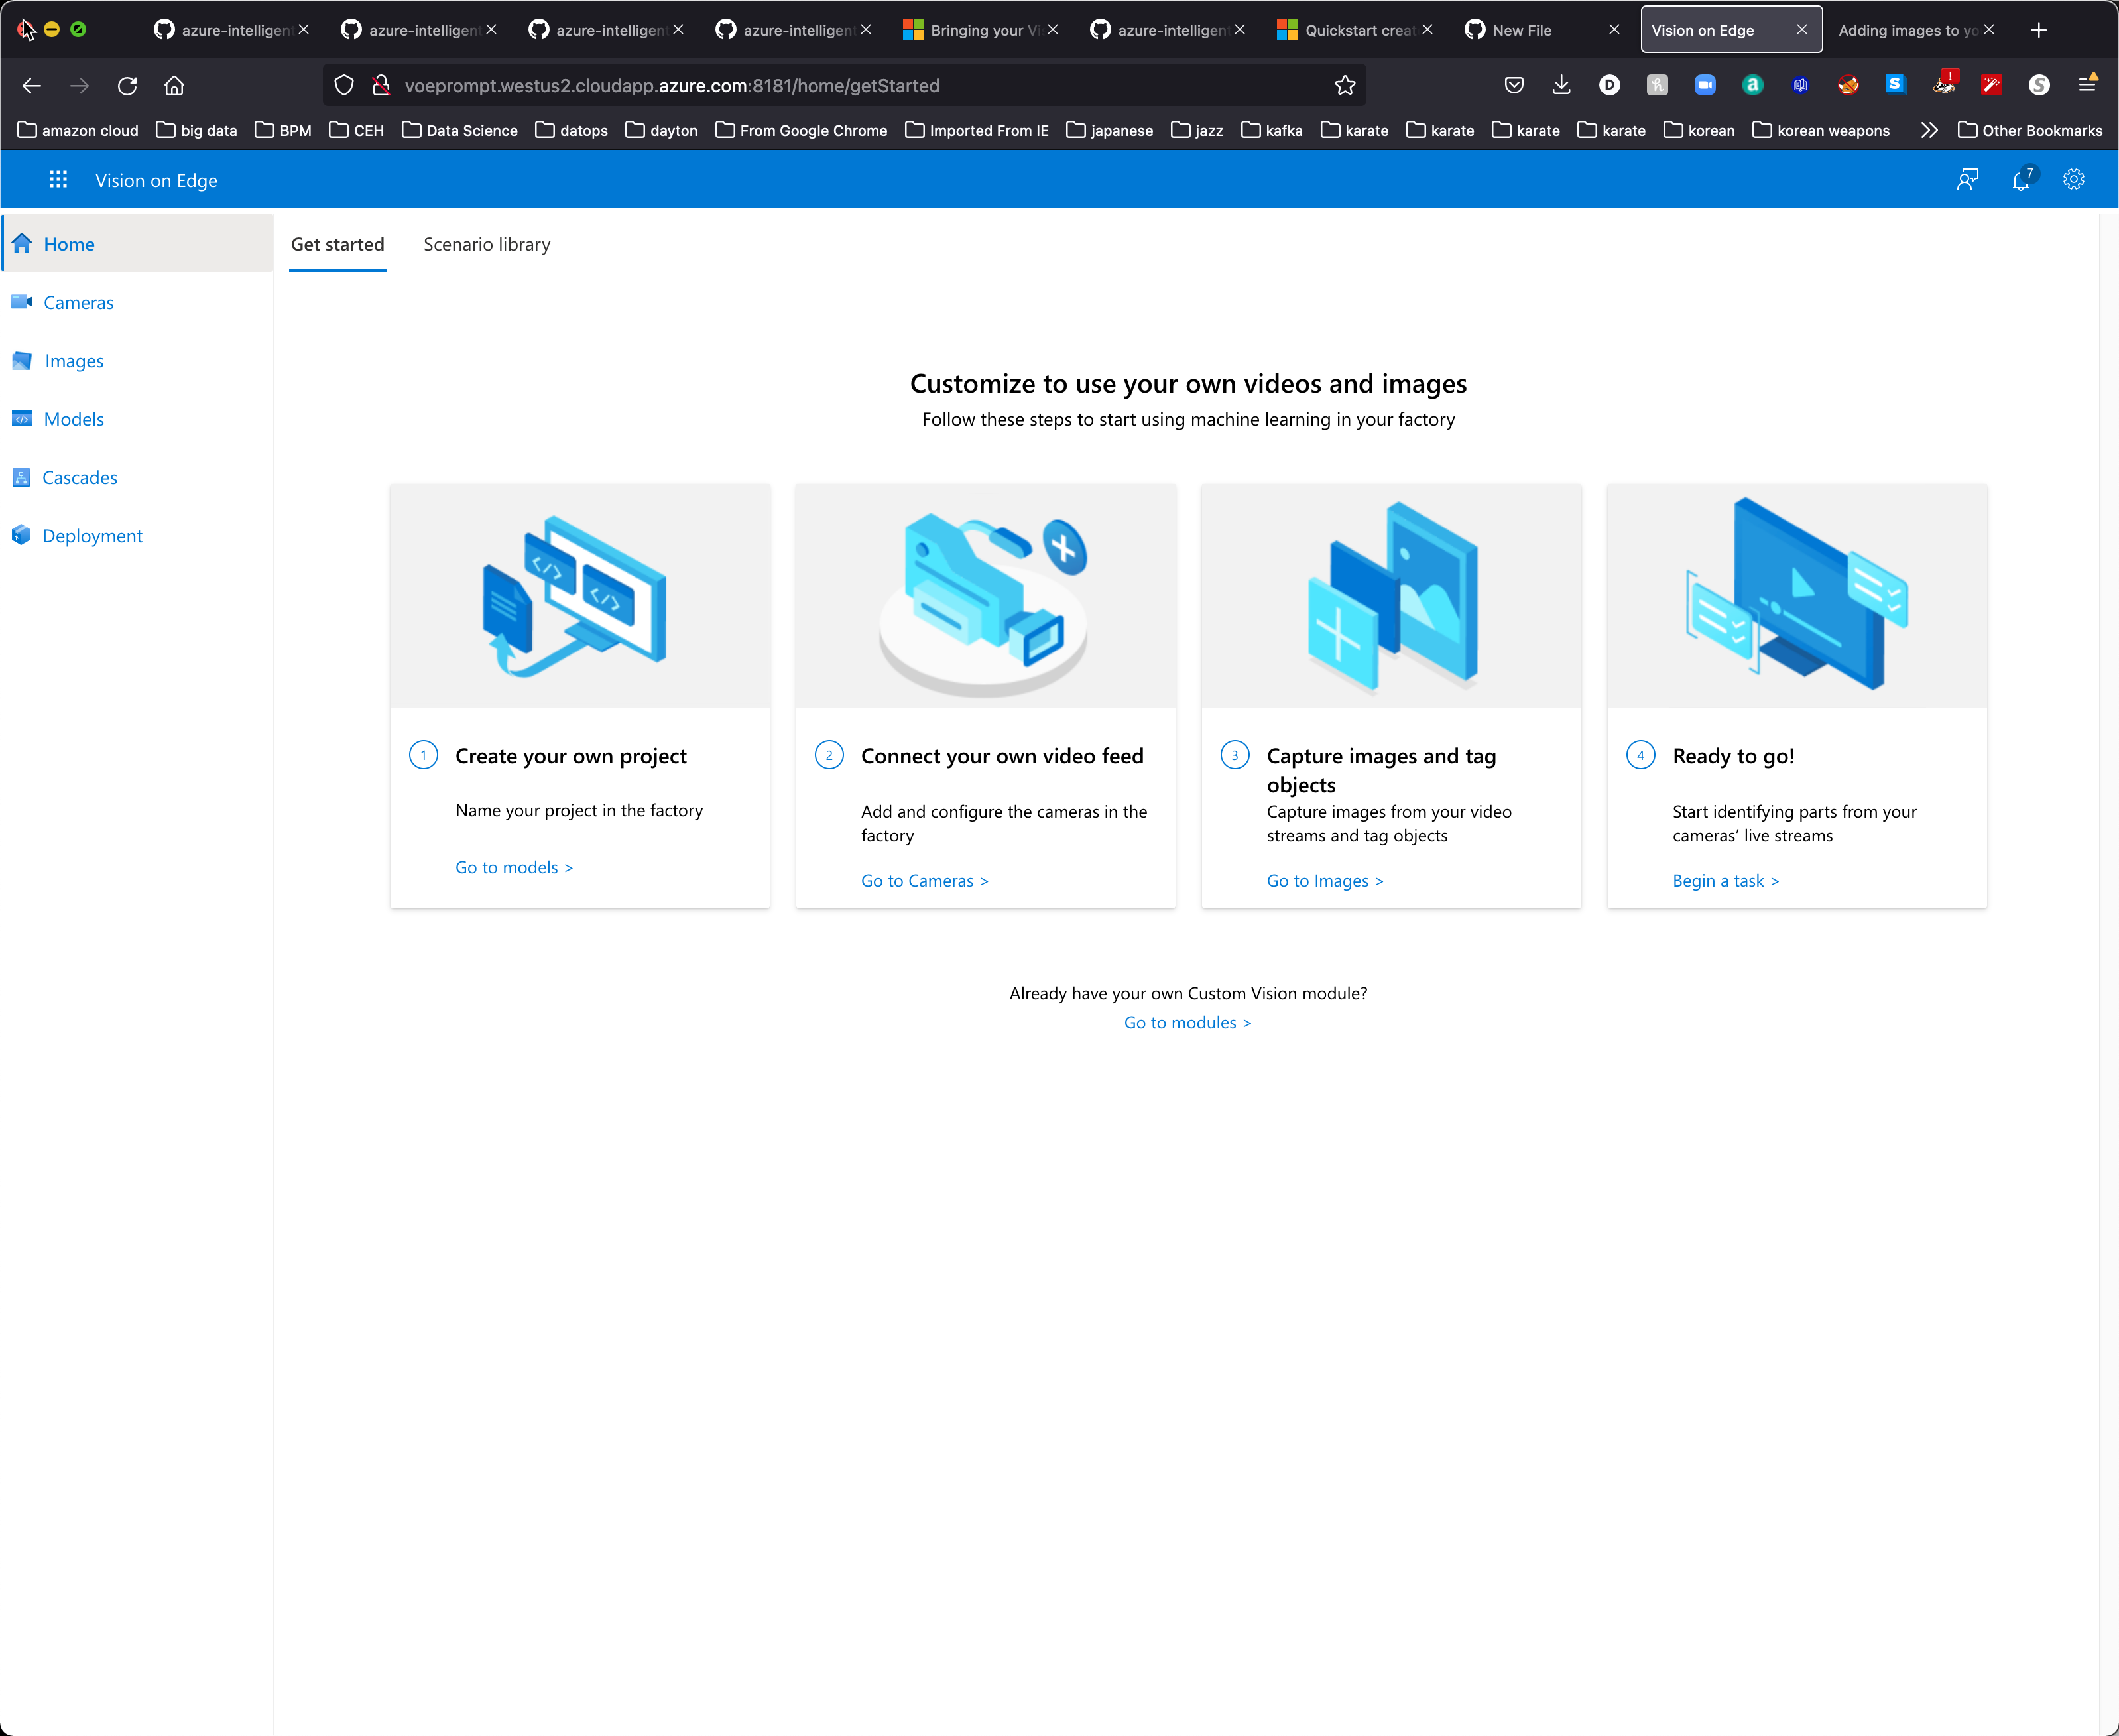 azure-intelligen
azure-intelligen
azure-intelligen
azure-intelligen
Bringing your Vi
azure-intelligen
Quickstart creat
New File
Vision on Edge
Adding images to yo
voeprompt.westus2.cloudapp.azure.com:8181/home/getStarted
amazon cloud
big data
BPM
CEH
Data Science
datops
dayton
From Google Chrome
Imported From IE
japanese
jazz
kafka
karate
karate
karate
karate
korean
korean weapons
Other Bookmarks
Vision on Edge
7
Home
Cameras
Images
Models
Cascades
Deployment
Get started
Scenario library
Customize to use your own videos and images
Follow these steps to start using machine learning in your factory
1
Create your own project
Name your project in the factory
Go to models >
2
Connect your own video feed
Add and configure the cameras in the
factory
Go to Cameras >
3
Capture images and tag
objects
Capture images from your video
streams and tag objects
Go to Images >
4
Ready to go!
Start identifying parts from your
cameras’ live streams
Begin a task >
Already have your own Custom Vision module?
Go to modules >